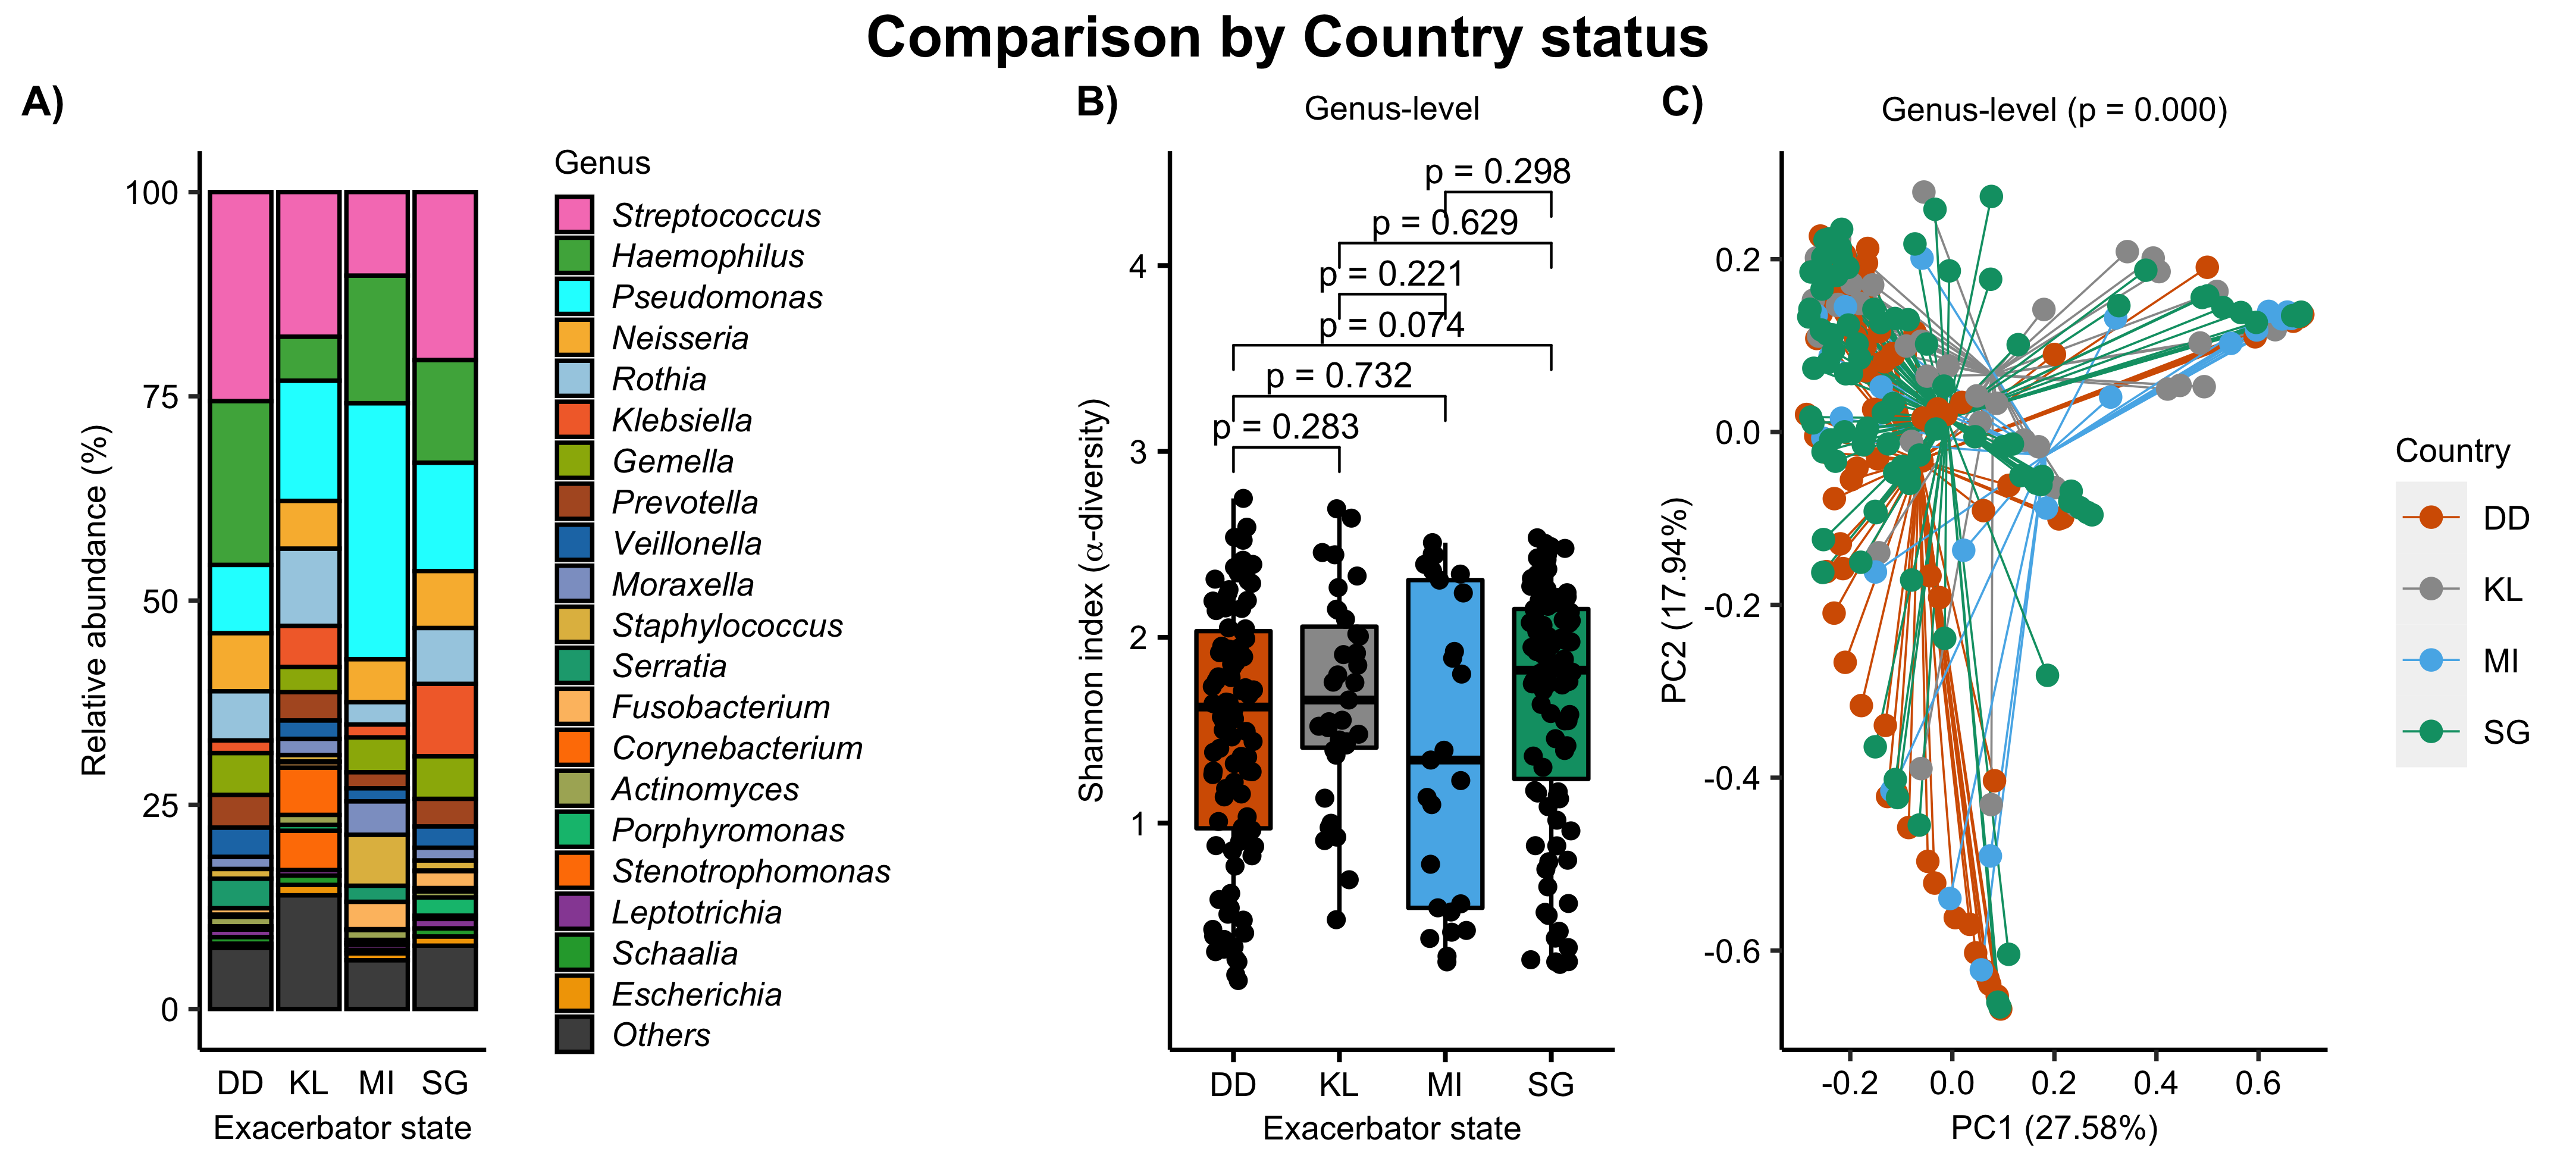 Comparison by Country status
A)
Relative abundance (%)
100
75
50
25
0
DD KL MI SG
Exacerbator state
Genus
Streptococcus
Haemophilus
Pseudomonas
Neisseria
Rothia
Klebsiella
Gemella
Prevotella
Veillonella
Moraxella
Staphylococcus
Serratia
Fusobacterium
Corynebacterium
Actinomyces
Porphyromonas
Stenotrophomonas
Leptotrichia
Schaalia
Escherichia
Others
B)
Genus-level
Shannon index (α-diversity)
4
3
2
1
p = 0.298
p = 0.629
p = 0.221
p = 0.074
p = 0.732
p = 0.283
DD KL MI SG
Exacerbator state
C)
Genus-level (p = 0.000)
PC2 (17.94%)
0.2
0.0
-0.2
-0.4
-0.6
-0.2 0.0 0.2 0.4 0.6
PC1 (27.58%)
Country
DD
KL
MI
SG